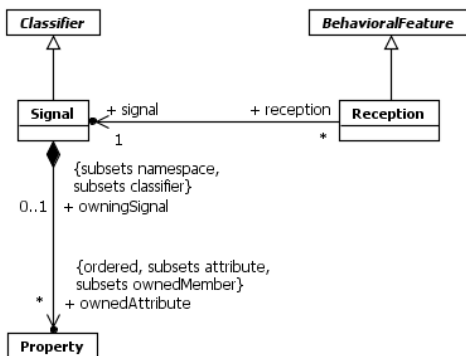 Classifier
BehavioralFeature
Signal
+ signal
+ reception
Reception
1
*
{subsets namespace,
subsets classifier}
0..1
+ owningSignal
{ordered, subsets attribute,
subsets ownedMember}
*
+ ownedAttribute
Property